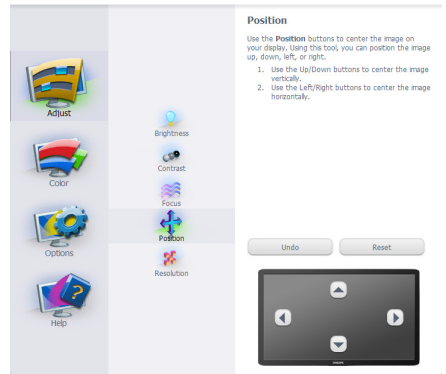 Adjust
Color
Options
Help
Brightness
Contrast
Focus
Position
Resolution
Position
Use the Position buttons to center the image on
your display. Using this tool, you can position the image
up, down, left, or right.
1. Use the Up/Down buttons to center the image
vertically.
2. Use the Left/Right buttons to center the image
horizontally.
Undo
Reset
PHILIPS